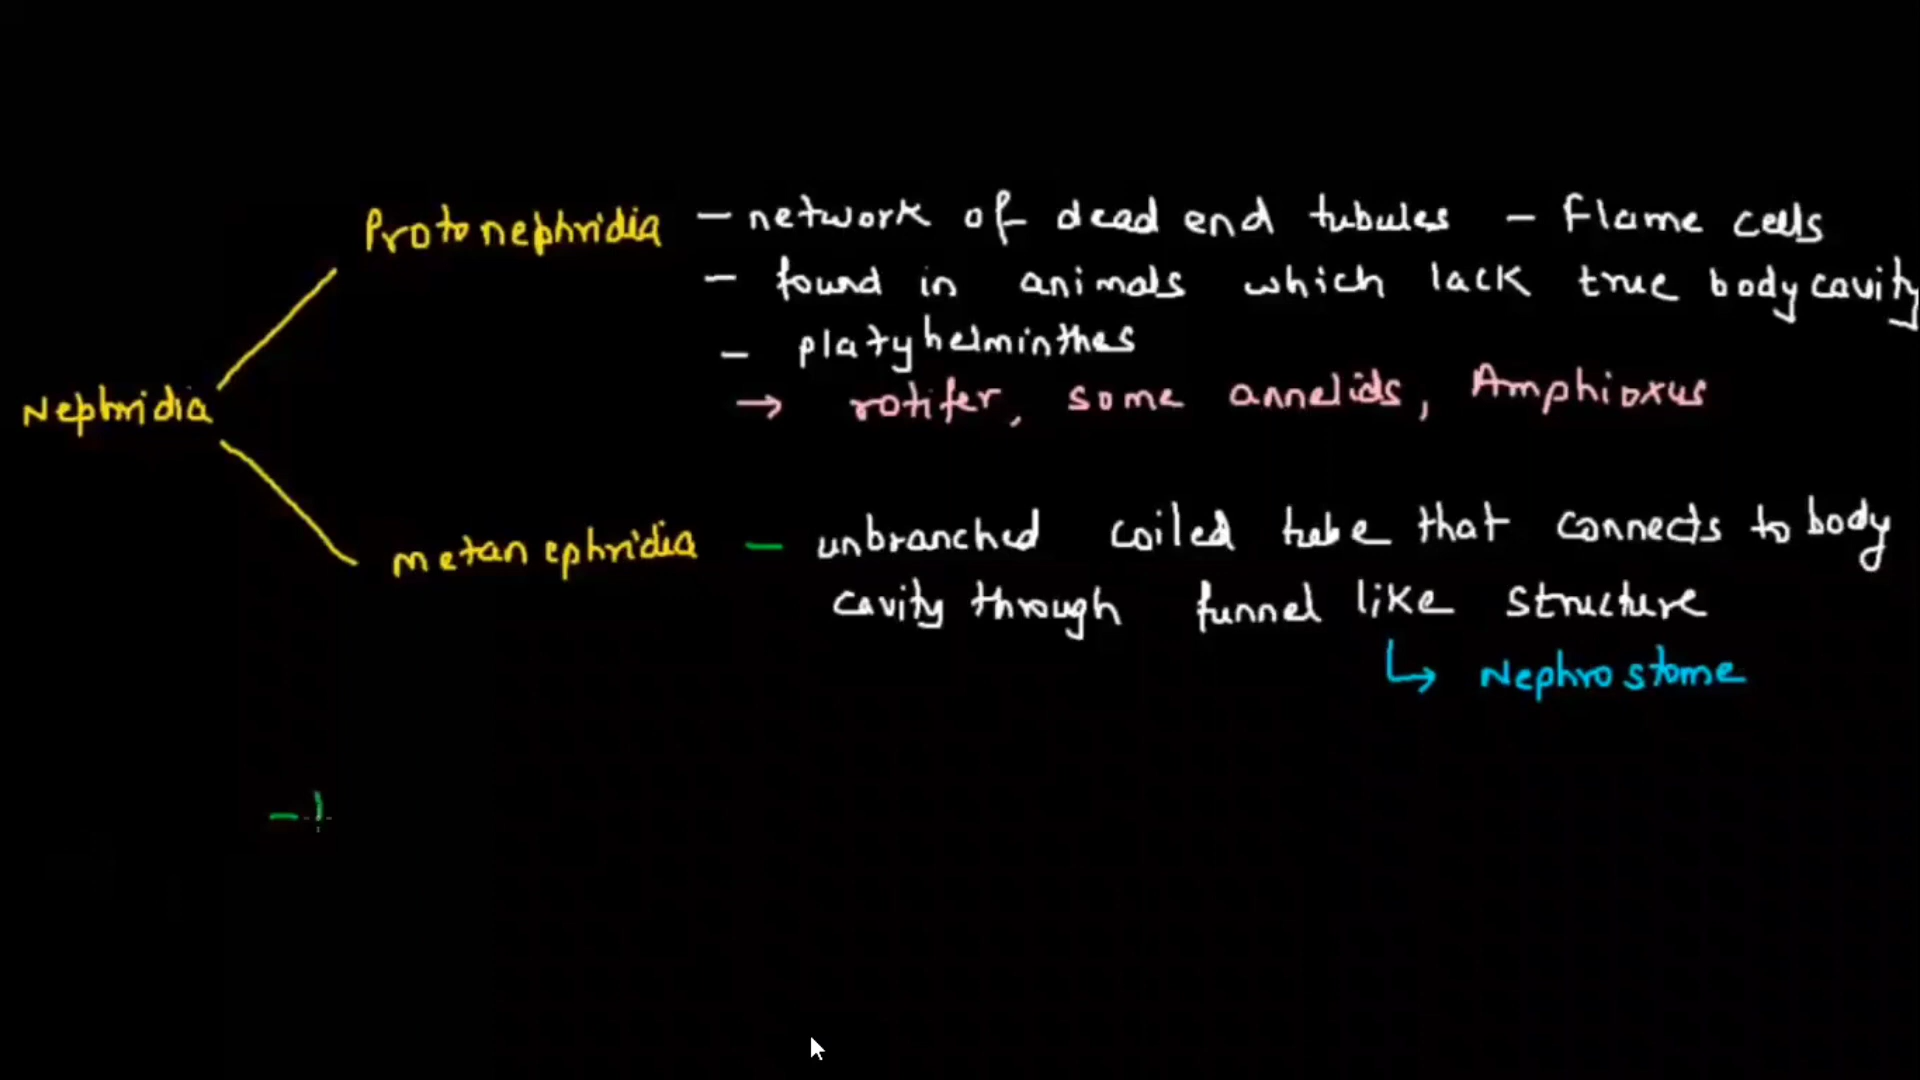 Protonephridia - network of dead end tubules - flame cells
- found in animals which lack true body cavity
- platyhelminthes
→ rotifer, some annelids, Amphioxus
Nephridia
metanephridia - unbranched coiled tube that connects to body
cavity through funnel like structure
↳ Nephrostome